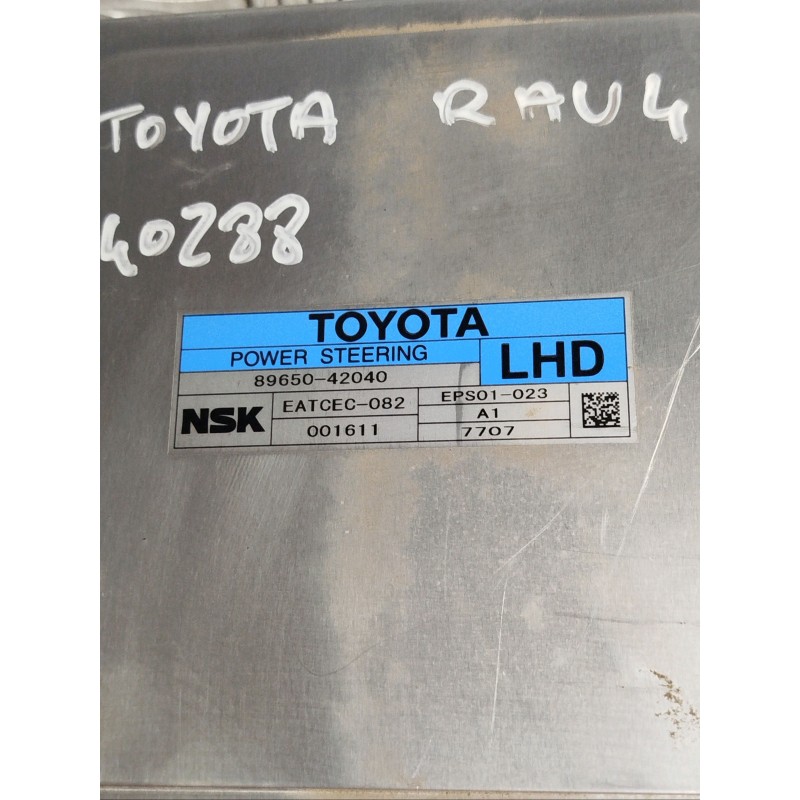 TOYOTA RAV4
40288
TOYOTA
POWER STEERING
LHD
89650-42040
NSK
EATCEC-082
EPS01-023
A1
001611
7707